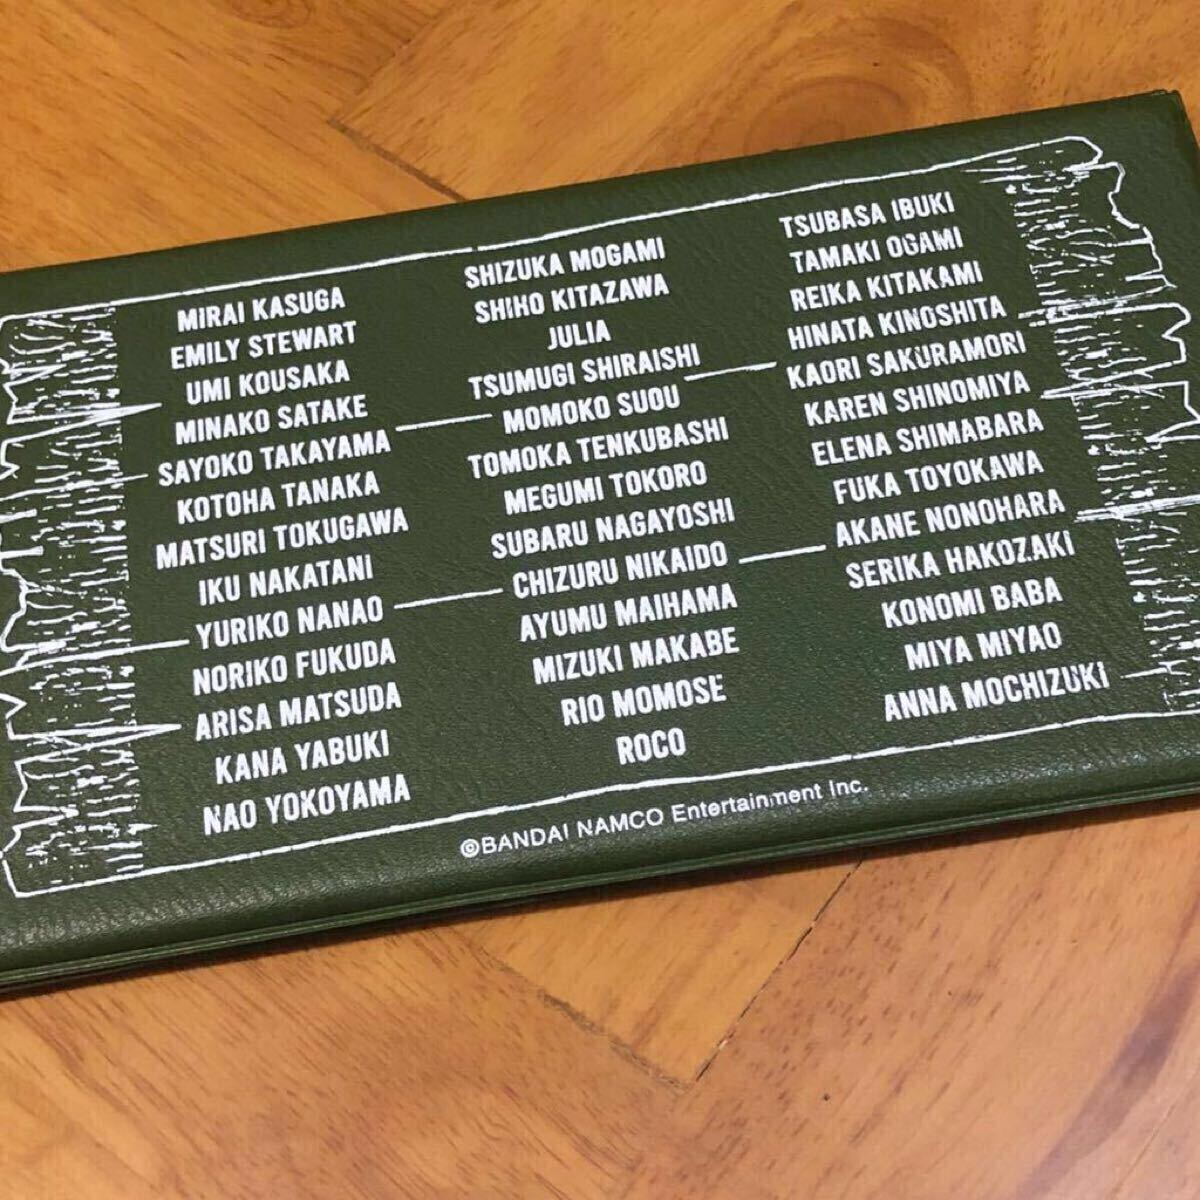 MIRAI KASUGA
EMILY STEWART
UMI KOUSAKA
MINAKO SATAKE
SAYOKO TAKAYAMA
KOTOHA TANAKA
MATSURI TOKUGAWA
IKU NAKATANI
YURIKO NANAO
NORIKO FUKUDA
ARISA MATSUDA
KANA YABUKI
NAO YOKOYAMA
SHIZUKA MOGAMI
SHIHO KITAZAWA
JULIA
TSUMUGI SHIRAISHI
MOMOKO SUOU
TOMOKA TENKUBASHI
MEGUMI TOKORO
SUBARU NAGAYOSHI
CHIZURU NIKAIDO
AYUMU MAIHAMA
MIZUKI MAKABE
RIO MOMOSE
ROCO
TSUBASA IBUKI
TAMAKI OGAMI
REIKA KITAKAMI
HINATA KINOSHITA
KAORI SAKURAMORI
KAREN SHINOMIYA
ELENA SHIMABARA
FUKA TOYOKAWA
AKANE NONOHARA
SERIKA HAKOZAKI
KONOMI BABA
MIYA MIYAO
ANNA MOCHIZUKI
©BANDAI NAMCO Entertainment Inc.